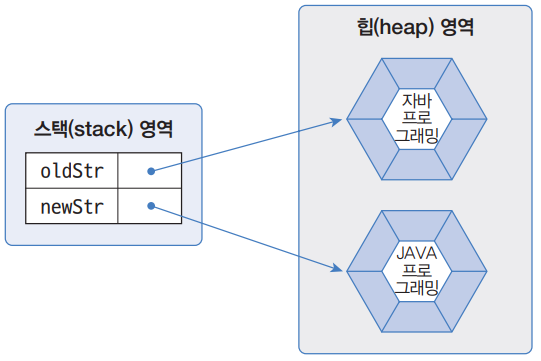 힙(heap) 영역
자바
프로
그래밍
스택(stack) 영역
oldStr
newStr
JAVA
프로
그래밍